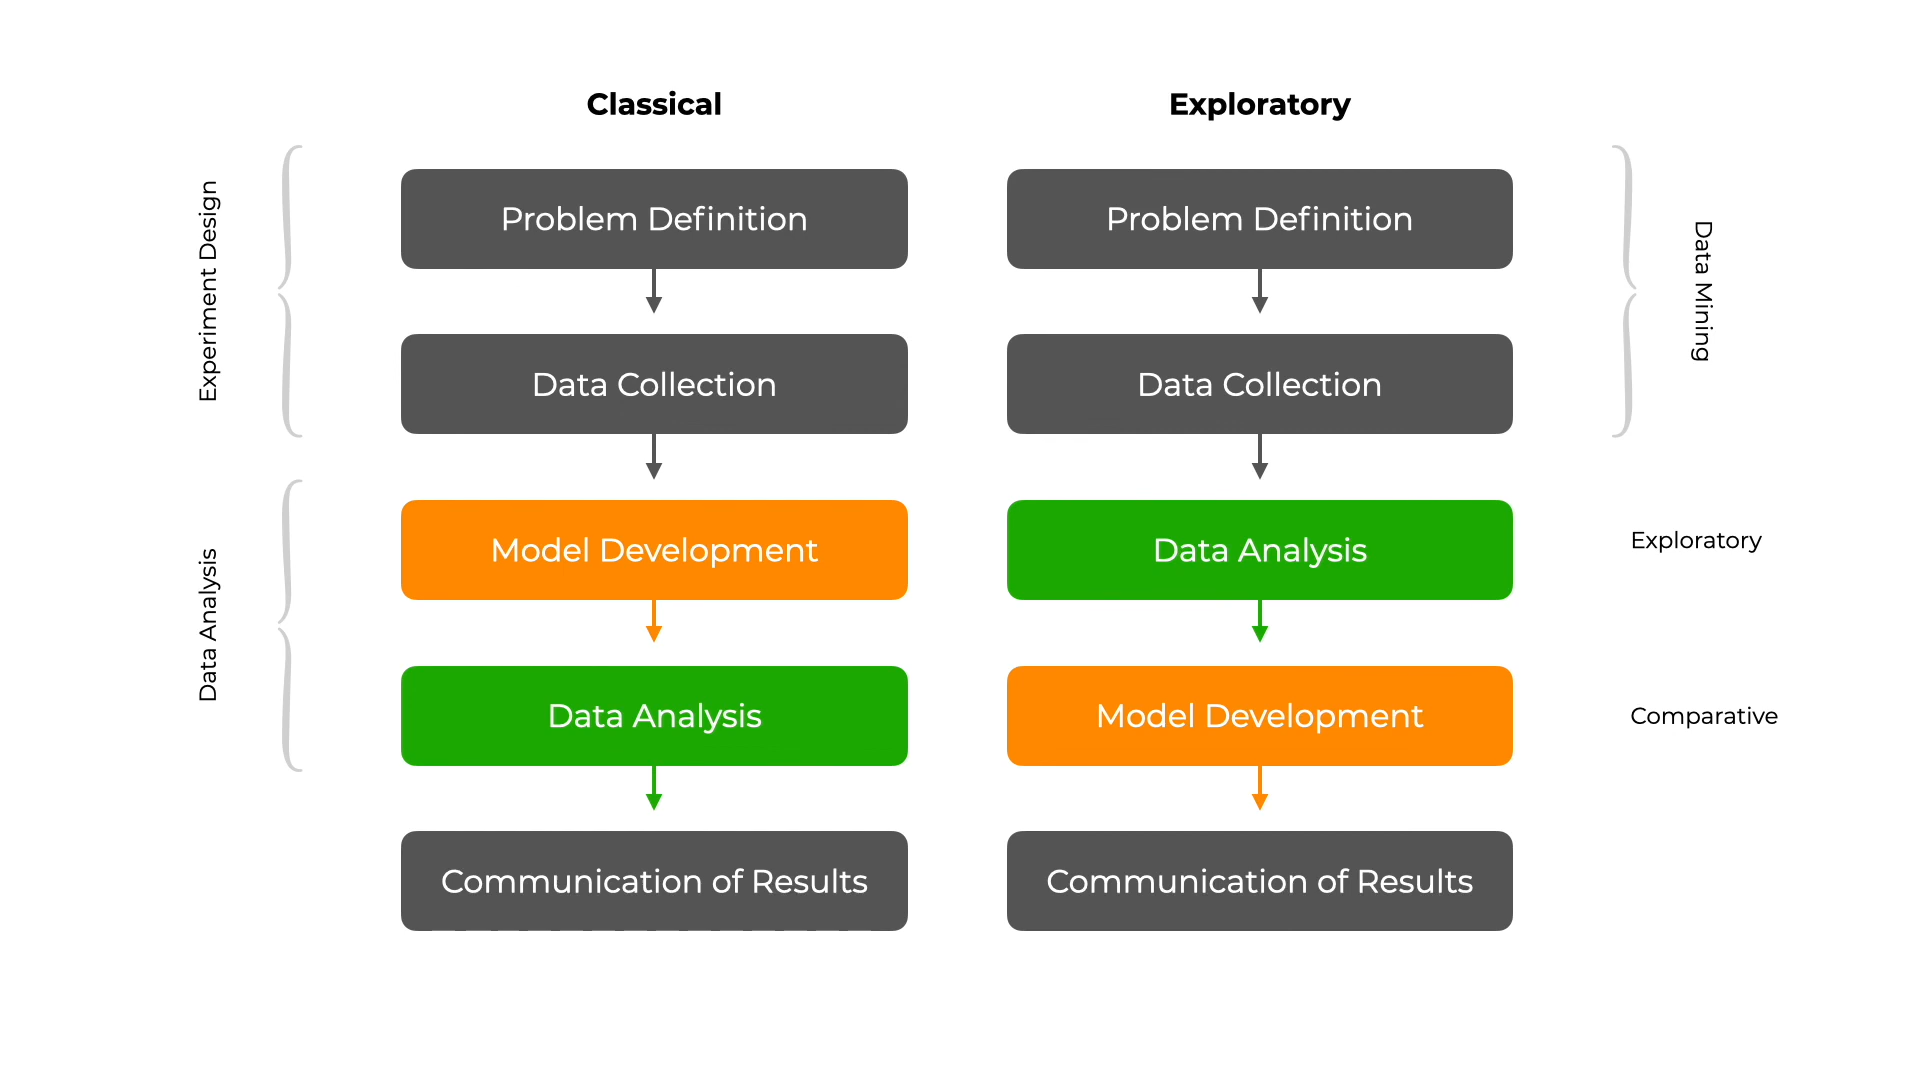 Classical
Exploratory
Experiment Design
Problem Definition
Problem Definition
Data Mining
Data Collection
Data Collection
Data Analysis
Model Development
Data Analysis
Exploratory
Data Analysis
Model Development
Comparative
Communication of Results
Communication of Results